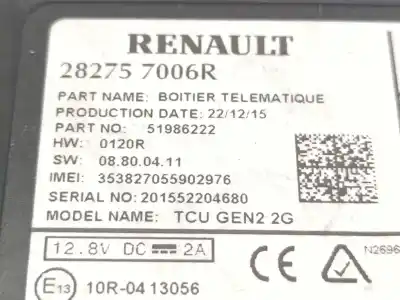 RENAULT
28275 7006R
PART NAME: BOITIER TELEMATIQUE
PRODUCTION DATE: 22/12/15
PART NO: 51986222
HW: 0120R
SW: 08.80.04.11
IMEI: 353827055902976
SERIAL NO: 201552204680
MODEL NAME: TCU GEN2 2G
12.8V DC 2A
CE N2696
E13 10R-04 13056